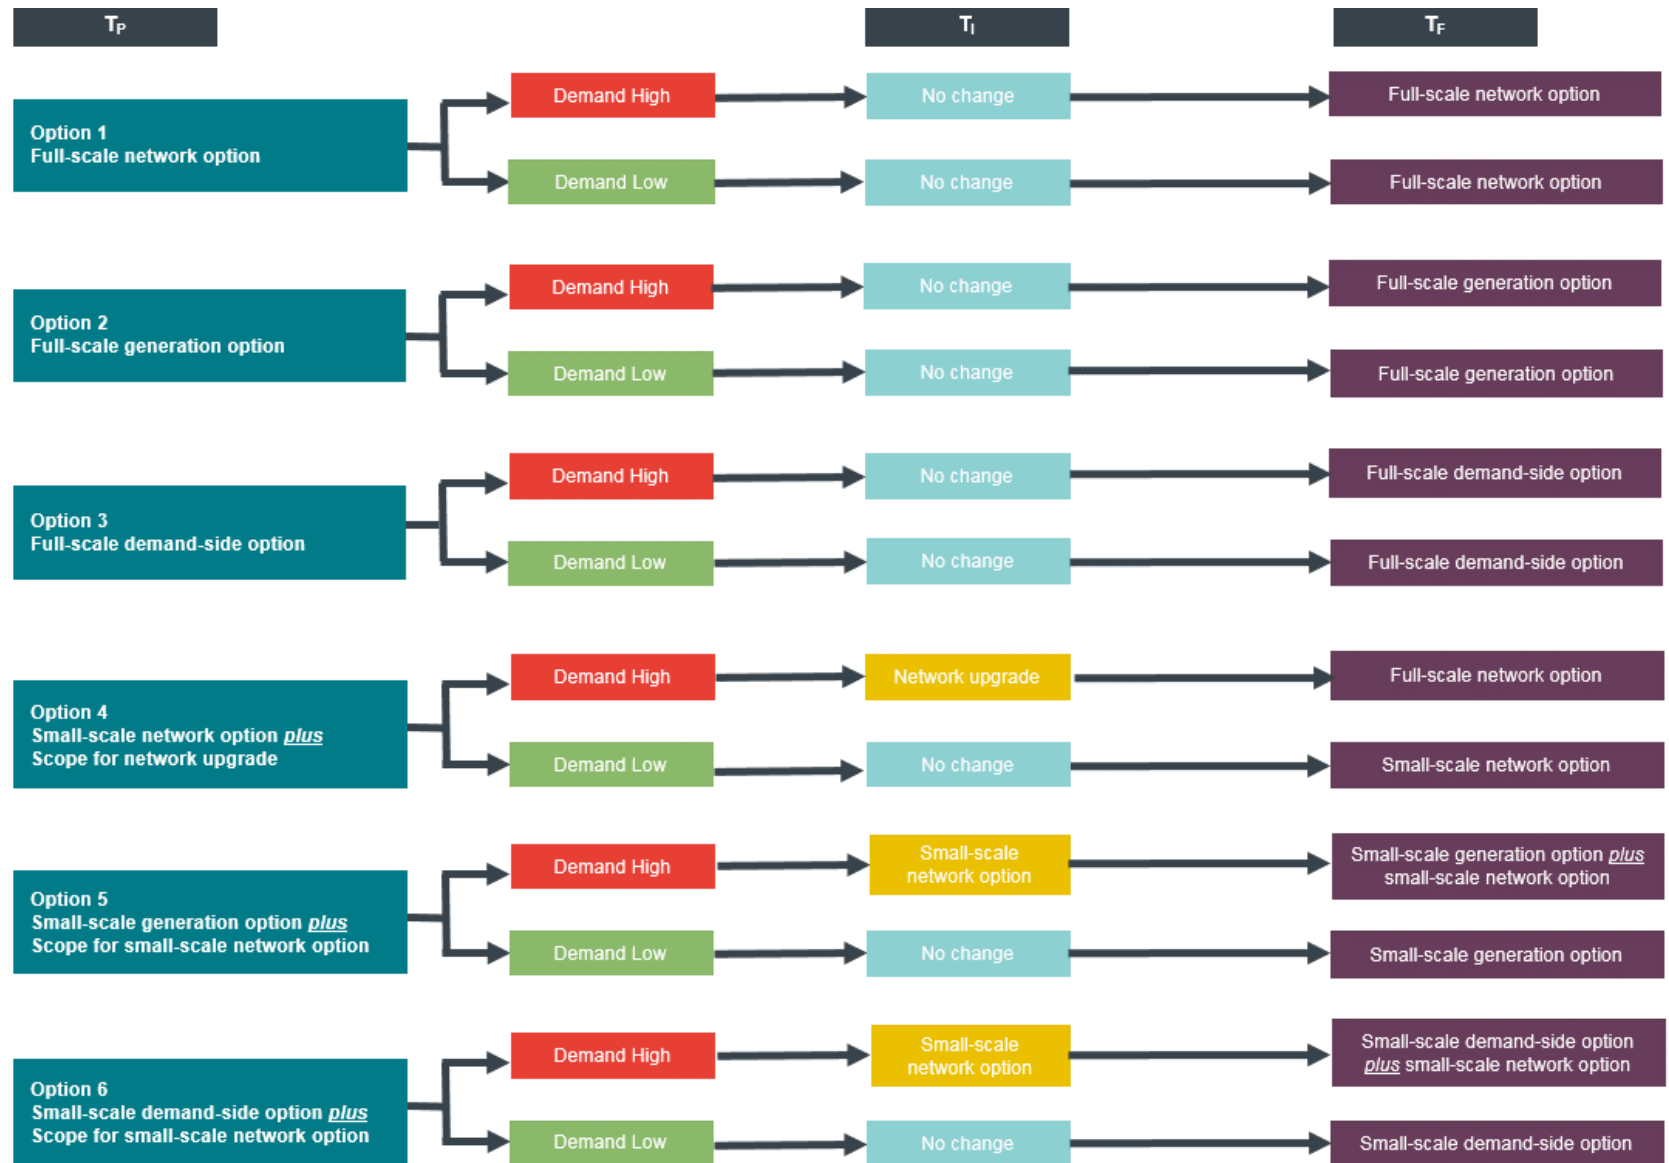 T_P
T_I
T_F
Option 1
Full-scale network option
Demand High
No change
Full-scale network option
Demand Low
No change
Full-scale network option
Option 2
Full-scale generation option
Demand High
No change
Full-scale generation option
Demand Low
No change
Full-scale generation option
Option 3
Full-scale demand-side option
Demand High
No change
Full-scale demand-side option
Demand Low
No change
Full-scale demand-side option
Option 4
Small-scale network option plus
Scope for network upgrade
Demand High
Network upgrade
Full-scale network option
Demand Low
No change
Small-scale network option
Option 5
Small-scale generation option plus
Scope for small-scale network option
Demand High
Small-scale
network option
Small-scale generation option plus
small-scale network option
Demand Low
No change
Small-scale generation option
Option 6
Small-scale demand-side option plus
Scope for small-scale network option
Demand High
Small-scale
network option
Small-scale demand-side option
plus small-scale network option
Demand Low
No change
Small-scale demand-side option